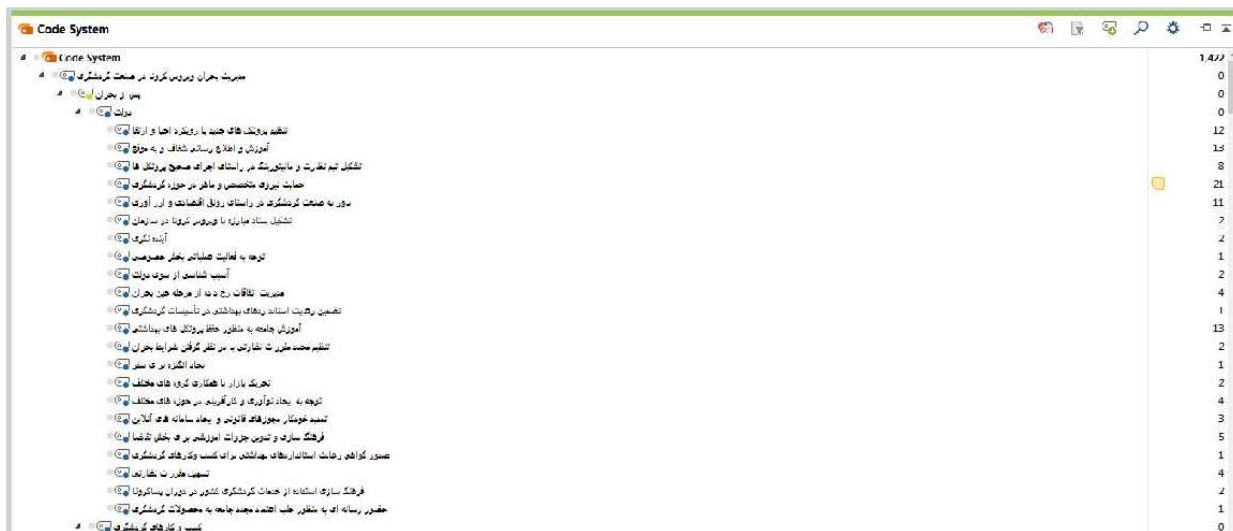 Code System
Code System 1,422
مدیریت بحران ویروس کرونا در صنعت گردشگری 0
پس از بحران 0
دولت 0
تنظیم پروتکل های جدید با رویکرد احیا و ارتقا 12
آموزش و اطلاع رسانی شفاف و به موقع 13
تشکیل تیم نظارت و مانیتورینگ در راستای اجرای صحیح پروتکل ها 8
حمایت نیروی متخصص و ماهر در حوزه گردشگری 21
به صنعت گردشگری در راستای رونق اقتصادی و ارز آوری 11
تشکیل ستاد مبارزه با ویروس کرونا در سازمان 2
آینده نگری 2
توجه به فعالیت عملیاتی بخش خصوصی 1
آسیب شناسی از سوی دولت 2
مدیریت اتفاقات رخ داده از مرحله حین بحران 4
تضمین رعایت استانداردهای بهداشتی در تأسیسات گردشگری 1
آموزش جامعه به منظور حفظ پروتکل های بهداشتی 13
تنظیم مجدد مقررات نظارتی با در نظر گرفتن شرایط بحران 2
ایجاد انگیزه برای سفر 1
تحریک بازار با همکاری گروه های مختلف 2
توجه به ایجاد نوآوری و کارآفرینی در حوزه های مختلف 4
تمدید خودکار مجوزهای قانونی و ایجاد سامانه های آنلاین 3
فرهنگ سازی و تدوین جزوات آموزشی برای بخش تقاضا 5
صدور گواهی رعایت استانداردهای بهداشتی برای کسب وکارهای گردشگری 1
تسهیل مقررات نظارتی 4
فرهنگ سازی استفاده از خدمات گردشگری کشور در دوران پساکرونا 2
حضور رسانه ای به منظور جلب اعتماد مجدد جامعه به محصولات گردشگری 1
کسب و کارهای گردشگری 0